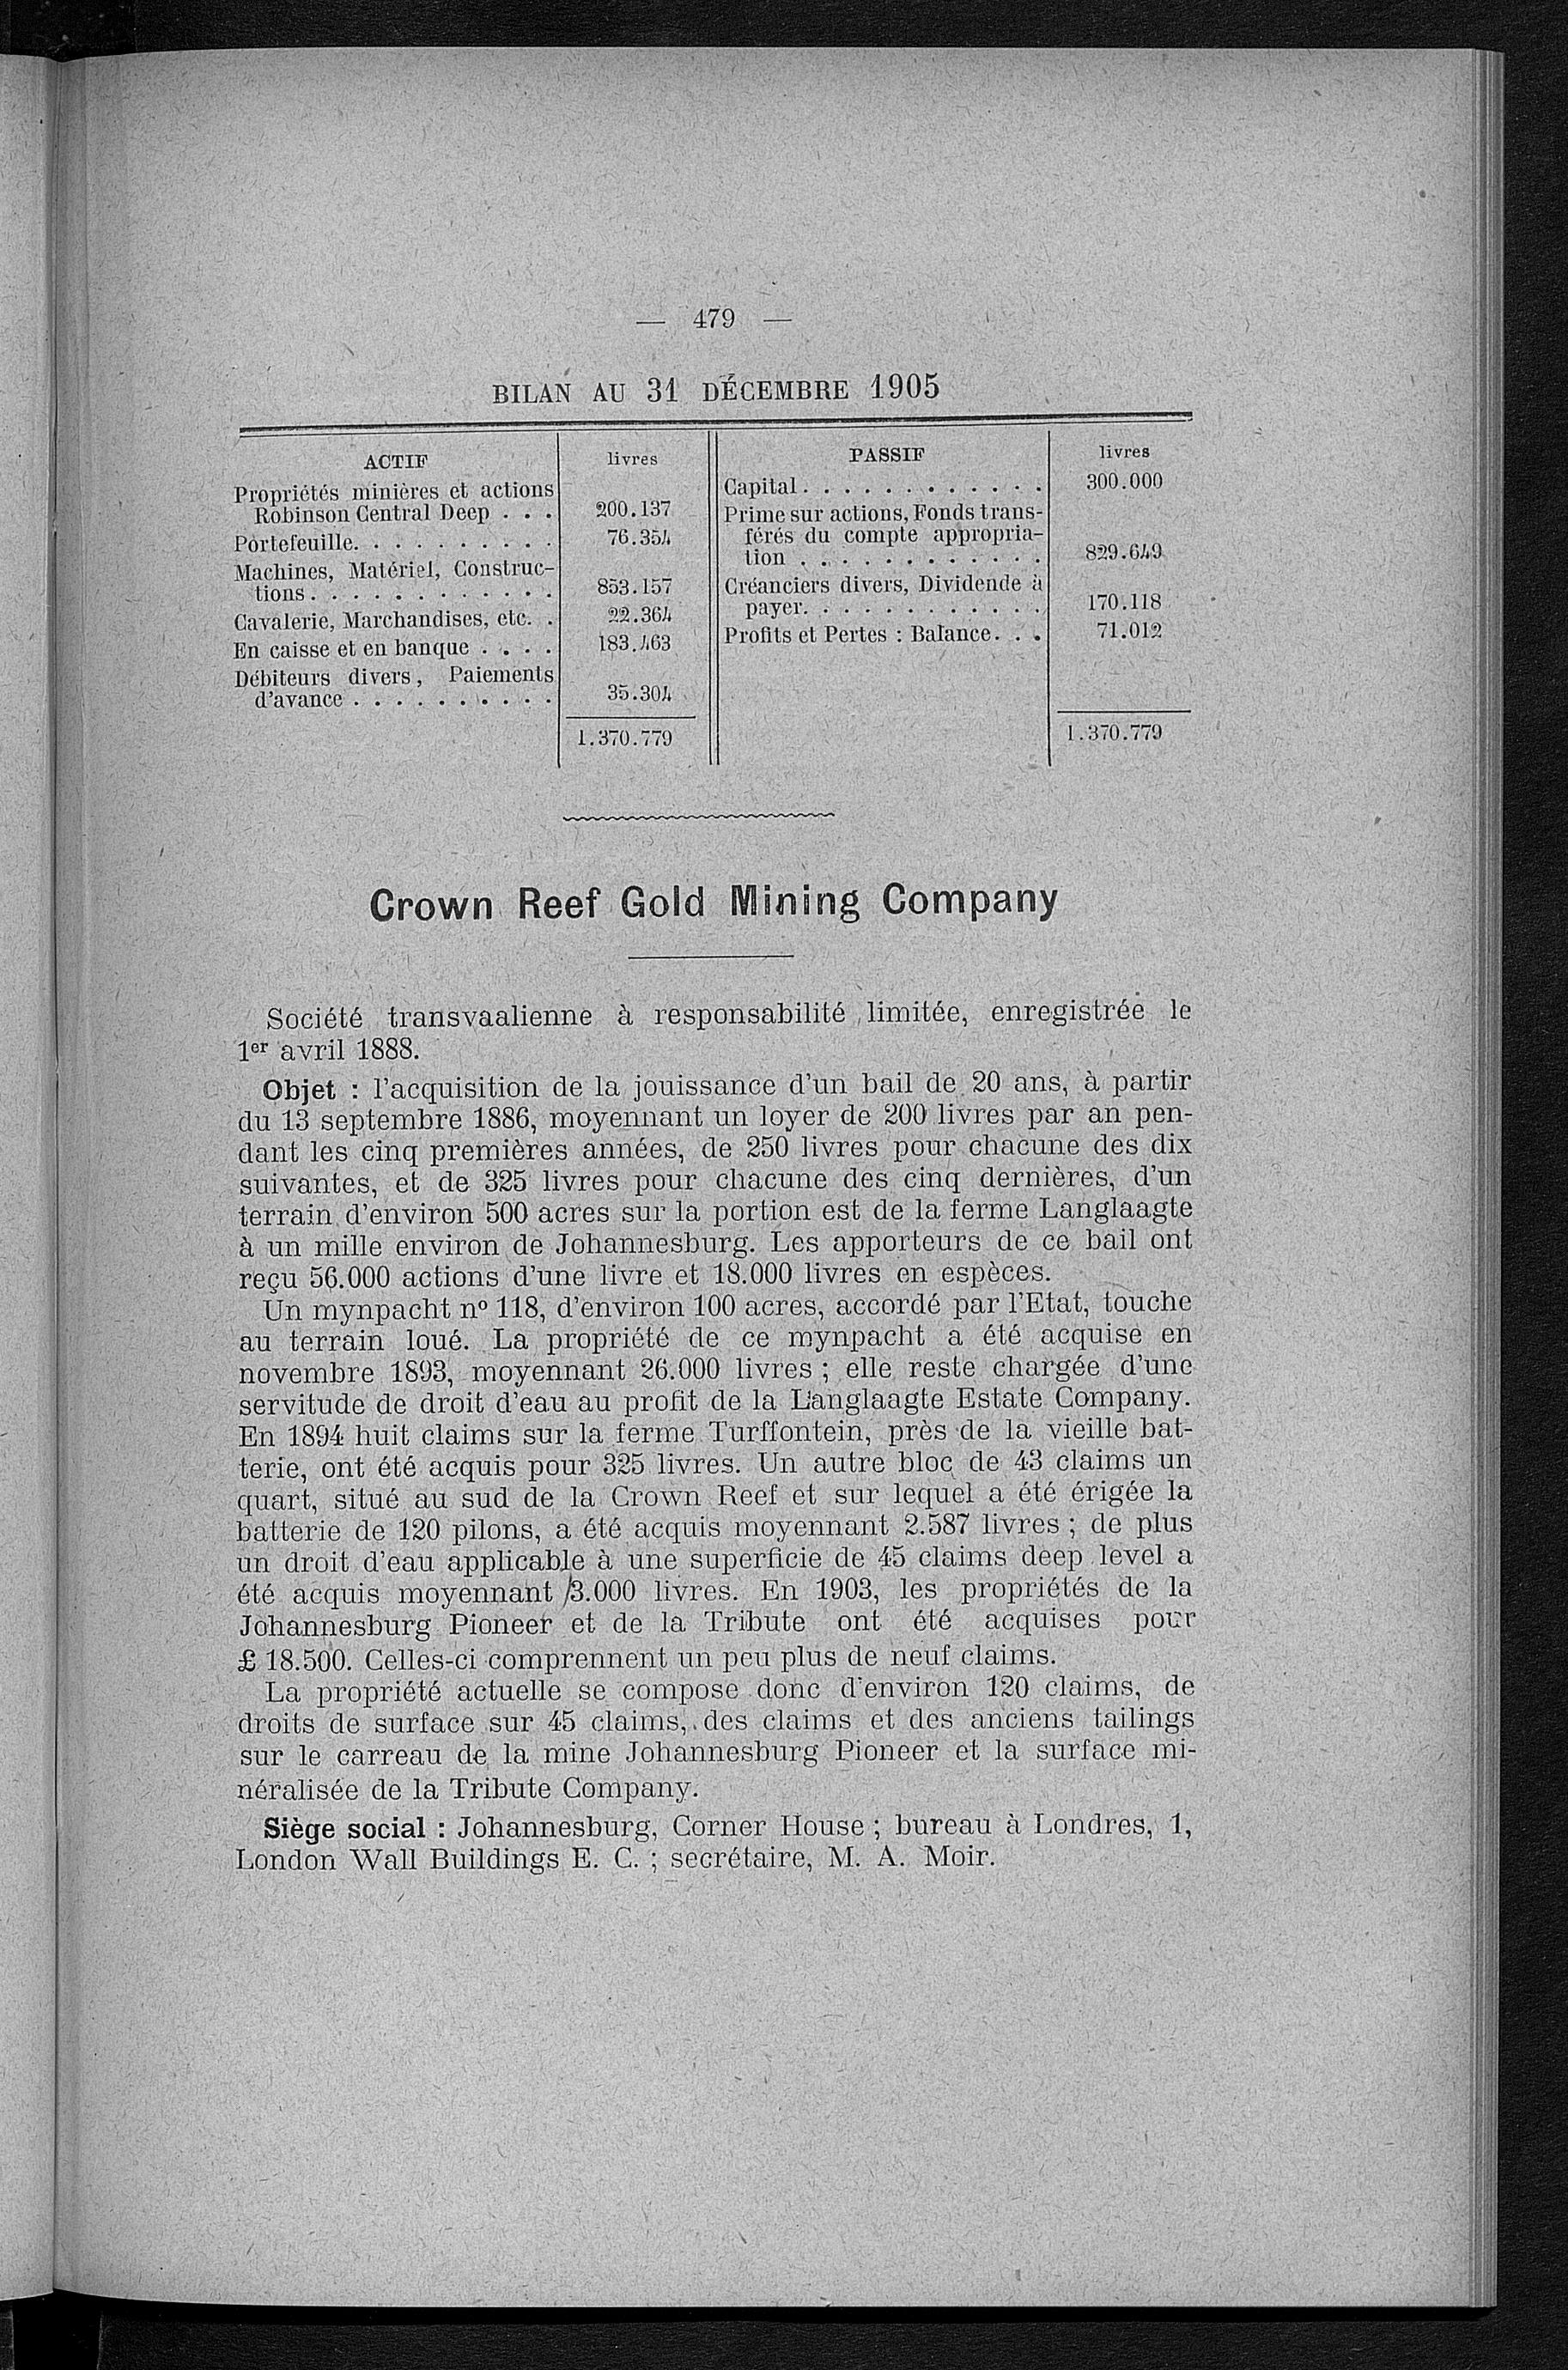 — 479 —
BILAN AU 31 DÉCEMBRE 1905
ACTIF livres
Propriétés minières et actions
Robinson Central Deep . . . 200.137
Portefeuille. . . . . . . . . . 76.354
Machines, Matériel, Construc-
tions. . . . . . . . . . . . . 853.157
Cavalerie, Marchandises, etc. . 22.364
En caisse et en banque . . . . 183.463
Débiteurs divers, Paiements
d'avance . . . . . . . . . . 35.304
1.370.779
PASSIF livres
Capital. . . . . . . . . . . . . 300.000
Prime sur actions, Fonds trans-
férés du compte appropria-
tion . . . . . . . . . . . . 829.649
Créanciers divers, Dividende à
payer. . . . . . . . . . . . 170.118
Profits et Pertes : Balance. . . 71.012
1.370.779
Crown Reef Gold Mining Company
Société transvaalienne à responsabilité limitée, enregistrée le
1er avril 1888.
Objet : l'acquisition de la jouissance d'un bail de 20 ans, à partir
du 13 septembre 1886, moyennant un loyer de 200 livres par an pen-
dant les cinq premières années, de 250 livres pour chacune des dix
suivantes, et de 325 livres pour chacune des cinq dernières, d'un
terrain d'environ 500 acres sur la portion est de la ferme Langlaagte
à un mille environ de Johannesburg. Les apporteurs de ce bail ont
reçu 56.000 actions d'une livre et 18.000 livres en espèces.
Un mynpacht nº 118, d'environ 100 acres, accordé par l'Etat, touche
au terrain loué. La propriété de ce mynpacht a été acquise en
novembre 1893, moyennant 26.000 livres ; elle reste chargée d'une
servitude de droit d'eau au profit de la Langlaagte Estate Company.
En 1894 huit claims sur la ferme Turffontein, près de la vieille bat-
terie, ont été acquis pour 325 livres. Un autre bloc de 43 claims un
quart, situé au sud de la Crown Reef et sur lequel a été érigée la
batterie de 120 pilons, a été acquis moyennant 2.587 livres ; de plus
un droit d'eau applicable à une superficie de 45 claims deep level a
été acquis moyennant 3.000 livres. En 1903, les propriétés de la
Johannesburg Pioneer et de la Tribute ont été acquises pour
£ 18.500. Celles-ci comprennent un peu plus de neuf claims.
La propriété actuelle se compose donc d'environ 120 claims, de
droits de surface sur 45 claims, des claims et des anciens tailings
sur le carreau de la mine Johannesburg Pioneer et la surface mi-
néralisée de la Tribute Company.
Siège social : Johannesburg, Corner House ; bureau à Londres, 1,
London Wall Buildings E. C. ; secrétaire, M. A. Moir.